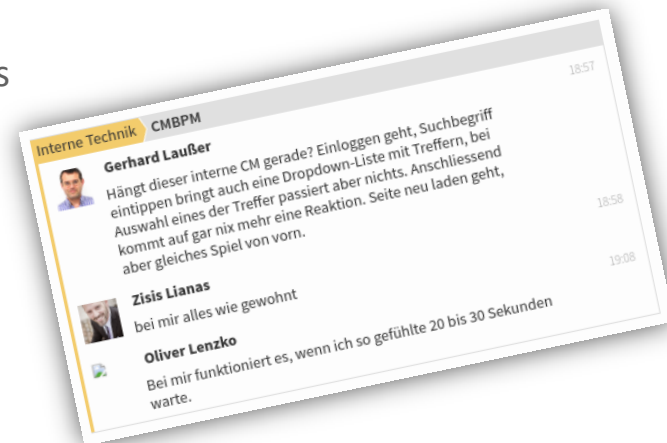 s
Interne Technik CMBPM
Gerhard Laußer 18:57
Hängt dieser interne CM gerade? Einloggen geht, Suchbegriff
eintippen bringt auch eine Dropdown-Liste mit Treffern, bei
Auswahl eines der Treffer passiert aber nichts. Anschliessend
kommt auf gar nix mehr eine Reaktion. Seite neu laden geht,
aber gleiches Spiel von vorn.
Zisis Lianas 18:58
bei mir alles wie gewohnt
Oliver Lenzko 19:08
Bei mir funktioniert es, wenn ich so gefühlte 20 bis 30 Sekunden
warte.